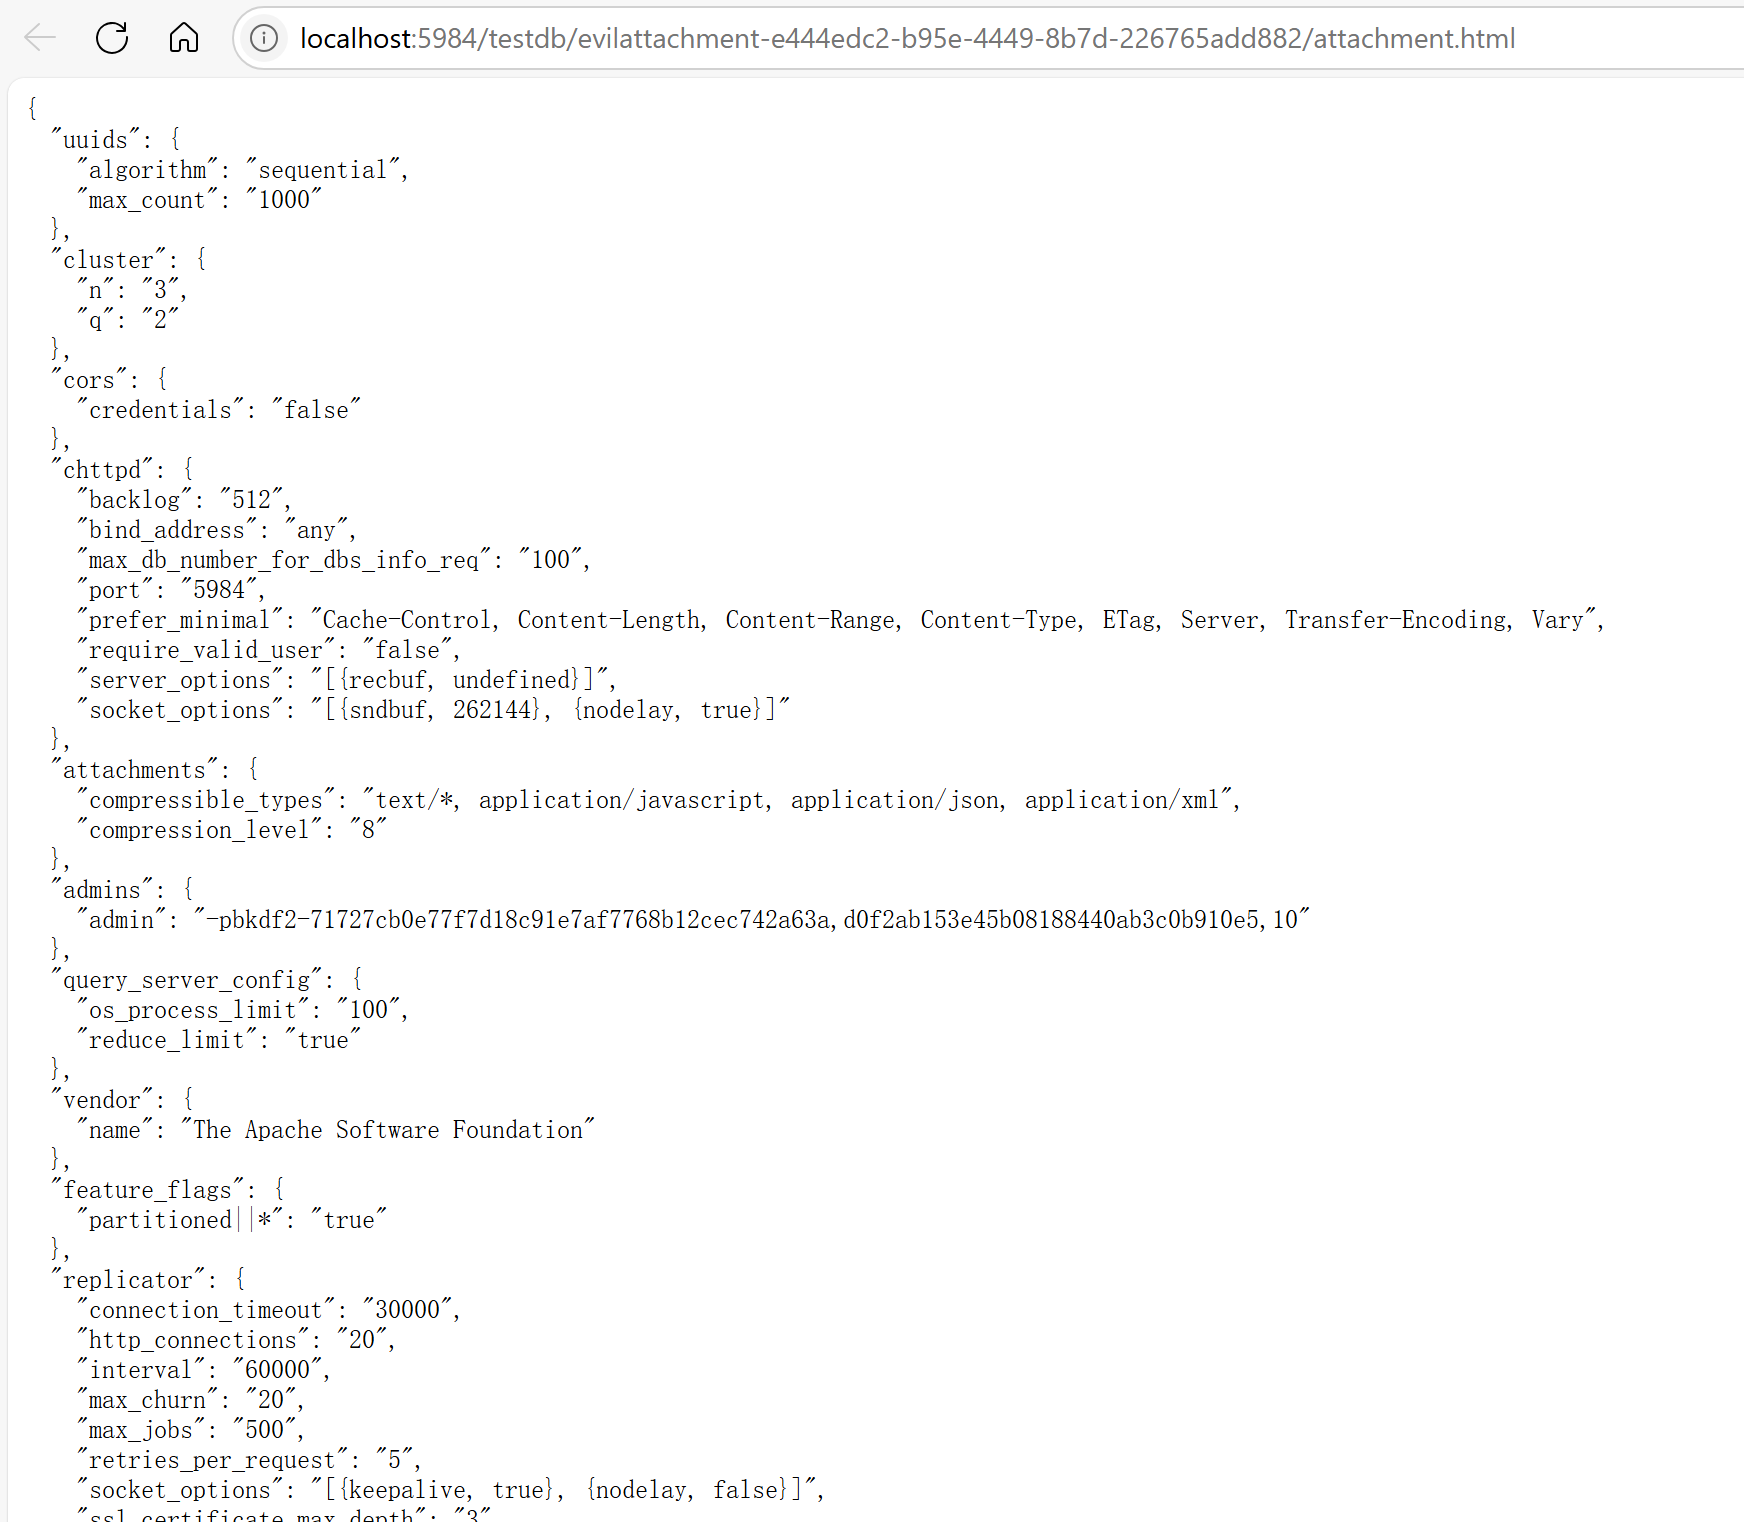 localhost:5984/testdb/evilattachment-e444edc2-b95e-4449-8b7d-226765add882/attachment.html
{
  "uuids": {
    "algorithm": "sequential",
    "max_count": "1000"
  },
  "cluster": {
    "n": "3",
    "q": "2"
  },
  "cors": {
    "credentials": "false"
  },
  "chttpd": {
    "backlog": "512",
    "bind_address": "any",
    "max_db_number_for_dbs_info_req": "100",
    "port": "5984",
    "prefer_minimal": "Cache-Control, Content-Length, Content-Range, Content-Type, ETag, Server, Transfer-Encoding, Vary",
    "require_valid_user": "false",
    "server_options": "[{recbuf, undefined}]",
    "socket_options": "[{sndbuf, 262144}, {nodelay, true}]"
  },
  "attachments": {
    "compressible_types": "text/*, application/javascript, application/json, application/xml",
    "compression_level": "8"
  },
  "admins": {
    "admin": "-pbkdf2-71727cb0e77f7d18c91e7af7768b12cec742a63a,d0f2ab153e45b08188440ab3c0b910e5,10"
  },
  "query_server_config": {
    "os_process_limit": "100",
    "reduce_limit": "true"
  },
  "vendor": {
    "name": "The Apache Software Foundation"
  },
  "feature_flags": {
    "partitioned||*": "true"
  },
  "replicator": {
    "connection_timeout": "30000",
    "http_connections": "20",
    "interval": "60000",
    "max_churn": "20",
    "max_jobs": "500",
    "retries_per_request": "5",
    "socket_options": "[{keepalive, true}, {nodelay, false}]",
    "ssl_certificate_max_depth": "3"